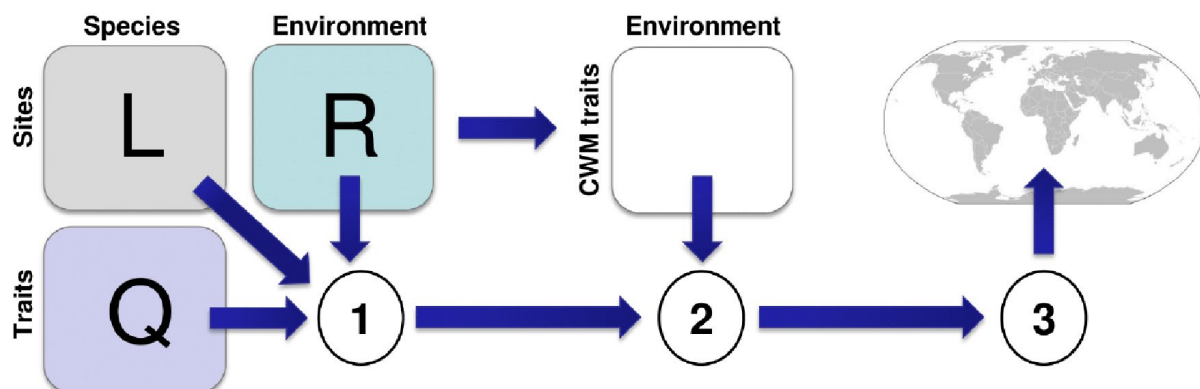 Species
Environment
Environment
Sites
L
R
CWM traits
Traits
Q
1
2
3